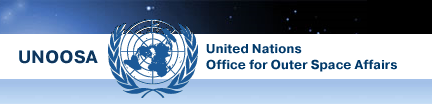 UNOOSA
United Nations
Office for Outer Space Affairs